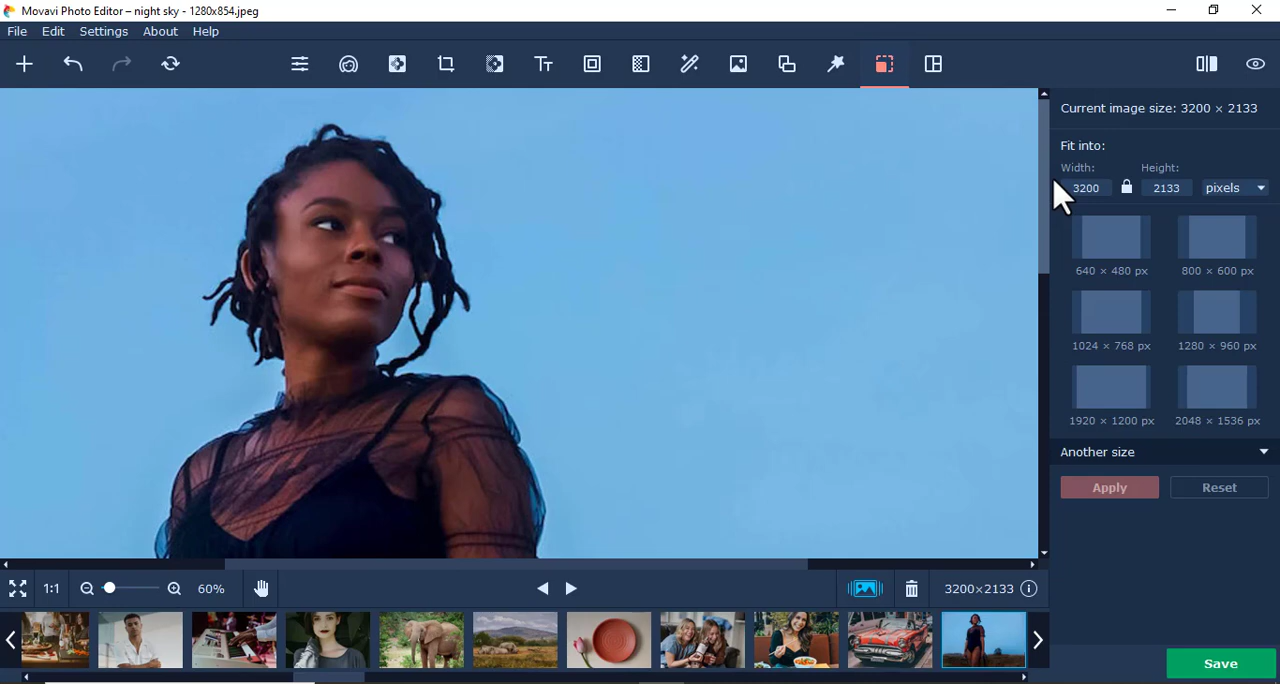 Movavi Photo Editor – night sky - 1280x854.jpeg
File Edit Settings About Help
Current image size: 3200 × 2133
Fit into:
Width: Height:
3200 2133 pixels
640 × 480 px 800 × 600 px
1024 × 768 px 1280 × 960 px
1920 × 1200 px 2048 × 1536 px
Another size
Apply Reset
1:1 60% 3200×2133
Save